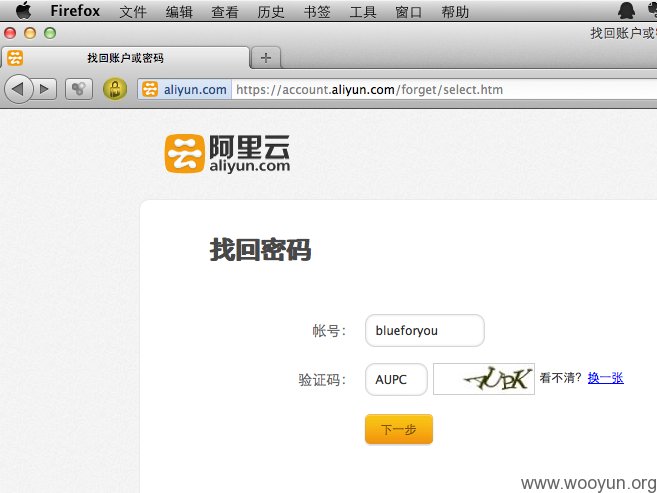 Firefox 文件 编辑 查看 历史 书签 工具 窗口 帮助
找回账户或密
找回账户或密码
aliyun.com https://account.aliyun.com/forget/select.htm
阿里云
aliyun.com
找回密码
帐号： blueforyou
验证码： AUPC AUPK 看不清？ 换一张
下一步
www.wooyun.org